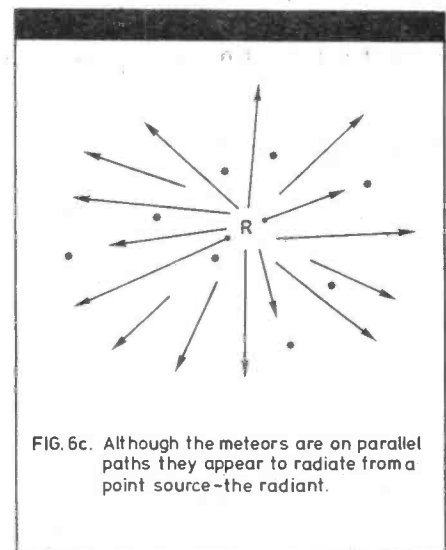 R
FIG. 6c. Although the meteors are on parallel
paths they appear to radiate from a
point source-the radiant.